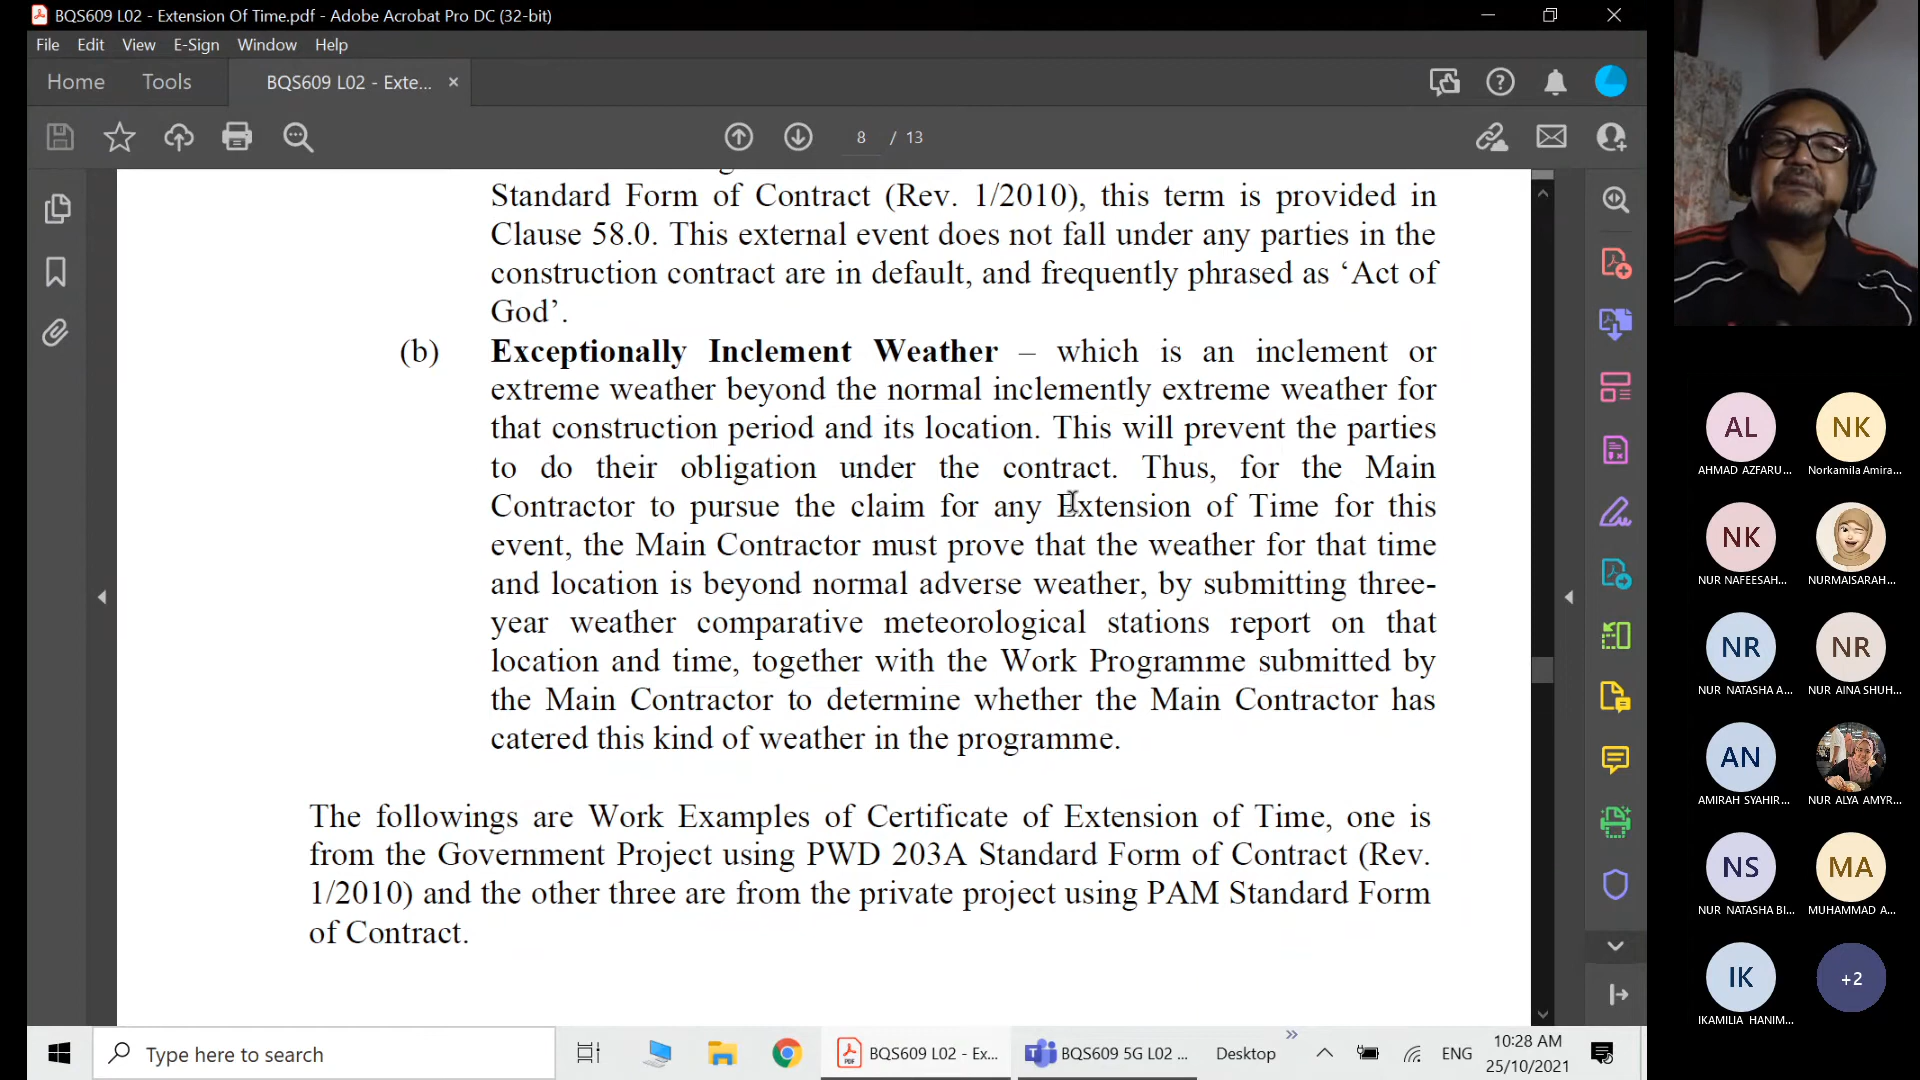 BQS609 L02 - Extension Of Time.pdf - Adobe Acrobat Pro DC (32-bit)
File Edit View E-Sign Window Help
Home Tools BQS609 L02 - Exte... ×
8 / 13
Standard Form of Contract (Rev. 1/2010), this term is provided in
Clause 58.0. This external event does not fall under any parties in the
construction contract are in default, and frequently phrased as ‘Act of
God’.
(b) Exceptionally Inclement Weather – which is an inclement or
extreme weather beyond the normal inclemently extreme weather for
that construction period and its location. This will prevent the parties
to do their obligation under the contract. Thus, for the Main
Contractor to pursue the claim for any Extension of Time for this
event, the Main Contractor must prove that the weather for that time
and location is beyond normal adverse weather, by submitting three-
year weather comparative meteorological stations report on that
location and time, together with the Work Programme submitted by
the Main Contractor to determine whether the Main Contractor has
catered this kind of weather in the programme.
The followings are Work Examples of Certificate of Extension of Time, one is
from the Government Project using PWD 203A Standard Form of Contract (Rev.
1/2010) and the other three are from the private project using PAM Standard Form
of Contract.
AL NK
AHMAD AZFARU... Norkamila Amira...
NK
NUR NAFEESAH... NURMAISARAH...
NR NR
NUR NATASHA A... NUR AINA SHUH...
AN
AMIRAH SYAHIR... NUR ALYA AMYR...
NS MA
NUR NATASHA BI... MUHAMMAD A...
IK +2
IKAMILIA HANIM...
Type here to search
BQS609 L02 - Ex...
BQS609 5G L02 ...
Desktop
ENG
10:28 AM
25/10/2021